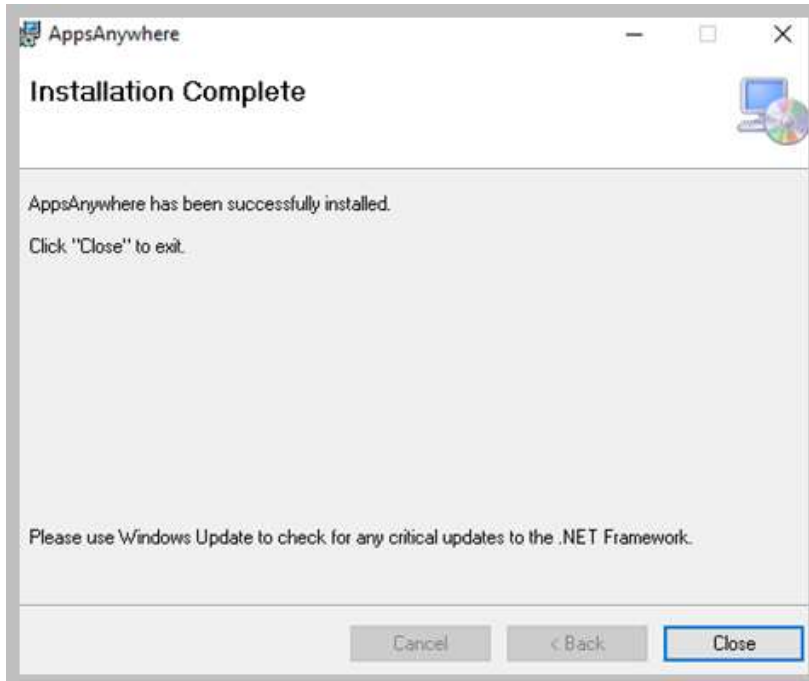 AppsAnywhere
Installation Complete
AppsAnywhere has been successfully installed.
Click "Close" to exit.
Please use Windows Update to check for any critical updates to the .NET Framework.
Cancel
< Back
Close